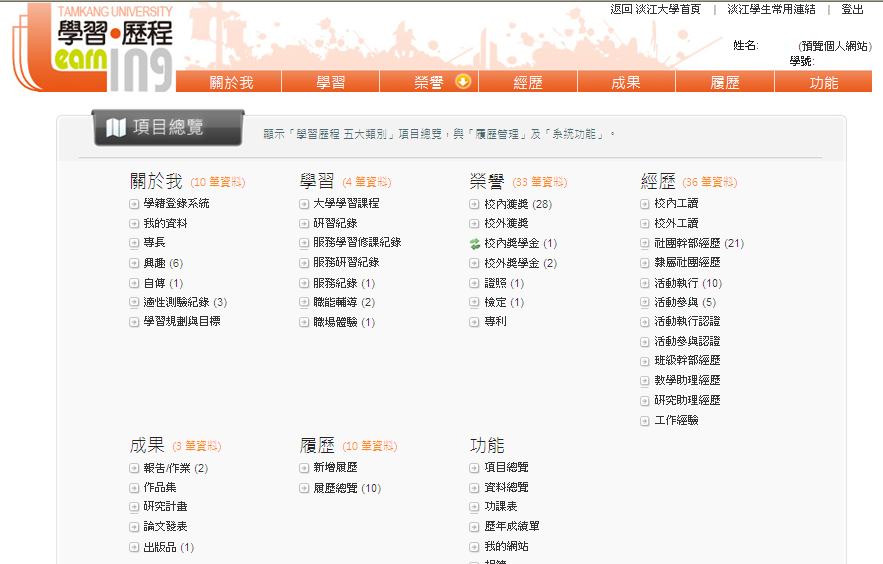 返回 淡江大學首頁 | 淡江學生常用連結 | 登出
TAMKANG UNIVERSITY
學習•歷程
earning
姓名: (預覽個人網站)
學號:
關於我 學習 榮譽 經歷 成果 履歷 功能
項目總覽
顯示「學習歷程 五大類別」項目總覽，與「履歷管理」及「系統功能」。
關於我 (10 筆資料)
學籍登錄系統
我的資料
專長
興趣 (6)
自傳 (1)
適性測驗紀錄 (3)
學習規劃與目標
學習 (4 筆資料)
大學學習課程
研習紀錄
服務學習修課紀錄
服務研習紀錄
服務紀錄 (1)
職能輔導 (2)
職場體驗 (1)
榮譽 (33 筆資料)
校內獲獎 (28)
校外獲獎
校內獎學金 (1)
校外獎學金 (2)
證照 (1)
檢定 (1)
專利
經歷 (36 筆資料)
校內工讀
校外工讀
社團幹部經歷 (21)
隸屬社團經歷
活動執行 (10)
活動參與 (5)
活動執行認證
活動參與認證
班級幹部經歷
教學助理經歷
研究助理經歷
工作經驗
成果 (3 筆資料)
報告/作業 (2)
作品集
研究計畫
論文發表
出版品 (1)
履歷 (10 筆資料)
新增履歷
履歷總覽 (10)
功能
項目總覽
資料總覽
功課表
歷年成績單
我的網站